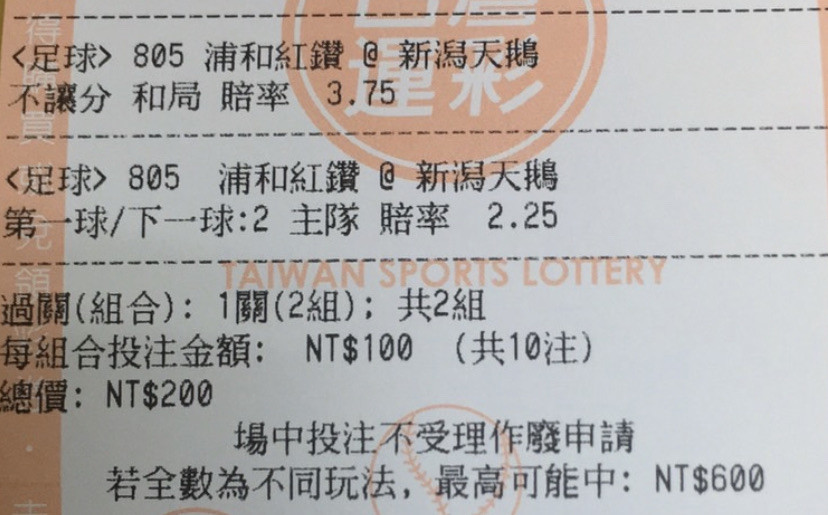 台灣運彩
<足球> 805 浦和紅鑽 @ 新潟天鵝
不讓分 和局 賠率 3.75
<足球> 805 浦和紅鑽 @ 新潟天鵝
第一球/下一球:2 主隊 賠率 2.25
TAIWAN SPORTS LOTTERY
過關(組合): 1關(2組); 共2組
每組合投注金額: NT$100 (共10注)
總價: NT$200
場中投注不受理作廢申請
若全數為不同玩法, 最高可能中: NT$600